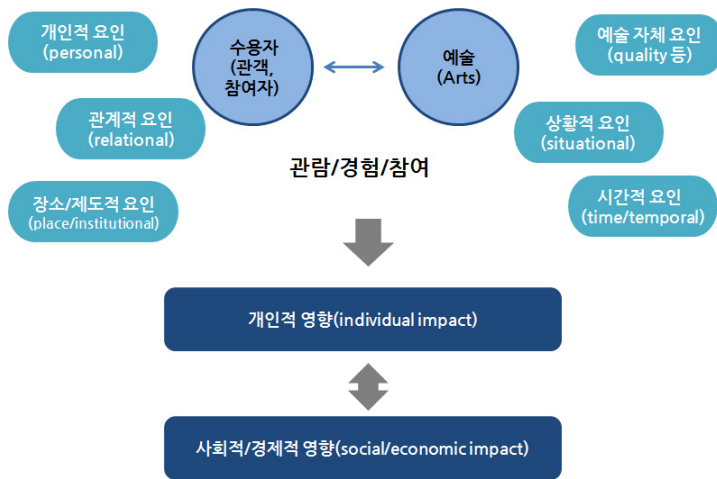 개인적 요인
(personal)
수용자
(관객,
참여자)
예술
(Arts)
예술 자체 요인
(quality 등)
관계적 요인
(relational)
상황적 요인
(situational)
관람/경험/참여
장소/제도적 요인
(place/institutional)
시간적 요인
(time/temporal)
개인적 영향(individual impact)
사회적/경제적 영향(social/economic impact)